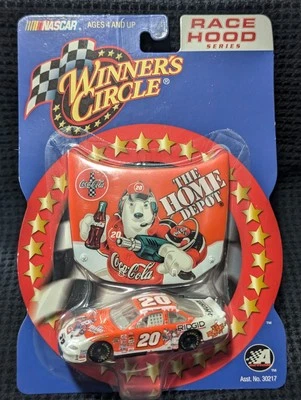 NASCAR
AGES 4 AND UP
RACE
HOOD
SERIES
WINNER'S
CIRCLE
®
Coca-Cola
20
THE
HOME
DEPOT
Coca-Cola
20
20
RIDGID
TM
Asst. No. 30217